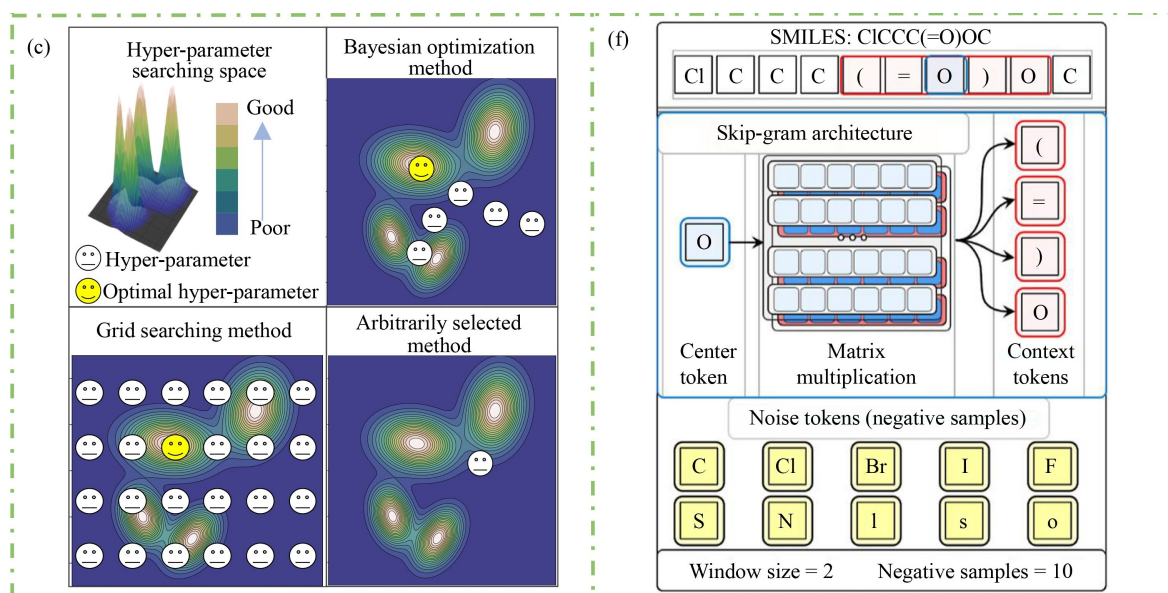 (c)
Hyper-parameter
searching space
Good
Poor
Hyper-parameter
Optimal hyper-parameter
Bayesian optimization
method
Grid searching method
Arbitrarily selected
method
(f)
SMILES: ClCCC(=O)OC
Cl C C C ( = O ) O C
Skip-gram architecture
O
(
=
)
O
Center
token
Matrix
multiplication
Context
tokens
Noise tokens (negative samples)
C Cl Br I F
S N l s o
Window size = 2 Negative samples = 10